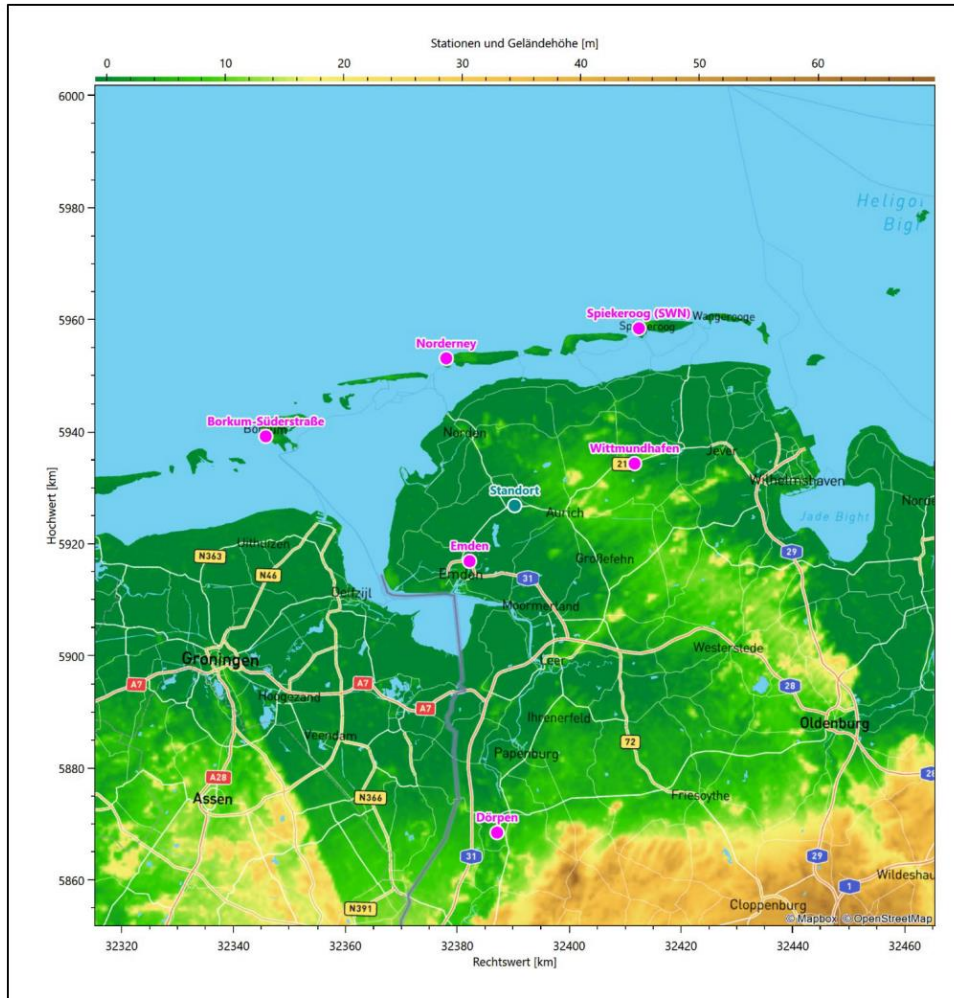 Stationen und Geländehöhe [m]
0 10 20 30 40 50 60
6000
5980
5960
5940
5920
5900
5880
5860
Hochwert [km]
Heligol
Bigh
Spiekeroog (SWN)
Wangerooge
Norderney
Borkum-Süderstraße
Norden
Wittmundhafen
Jever
21
Wilhelmshaven
Standort
Aurich
Jade Bight
Uithuizen
N363
N46
Emden
Emden
Großefehn
29
31
Delfzijl
Moormerland
Groningen
Leer
Westerstede
A7
Hoogezand
A7
A7
28
Ihrenerfeld
Oldenburg
Veendam
Papenburg
72
A28
28
Assen
N366
Friesoythe
Dörpen
31
29
Wildeshau
1
N391
Cloppenburg
© Mapbox © OpenStreetMap
32320 32340 32360 32380 32400 32420 32440 32460
Rechtswert [km]